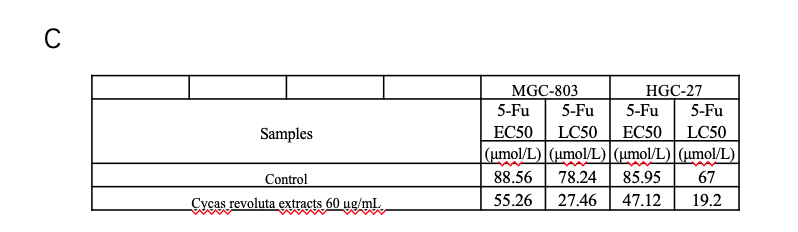 C
MGC-803 HGC-27
5-Fu 5-Fu 5-Fu 5-Fu
Samples EC50 LC50 EC50 LC50
(μmol/L) (μmol/L) (μmol/L) (μmol/L)
Control 88.56 78.24 85.95 67
Cycas revoluta extracts 60 μg/mL 55.26 27.46 47.12 19.2